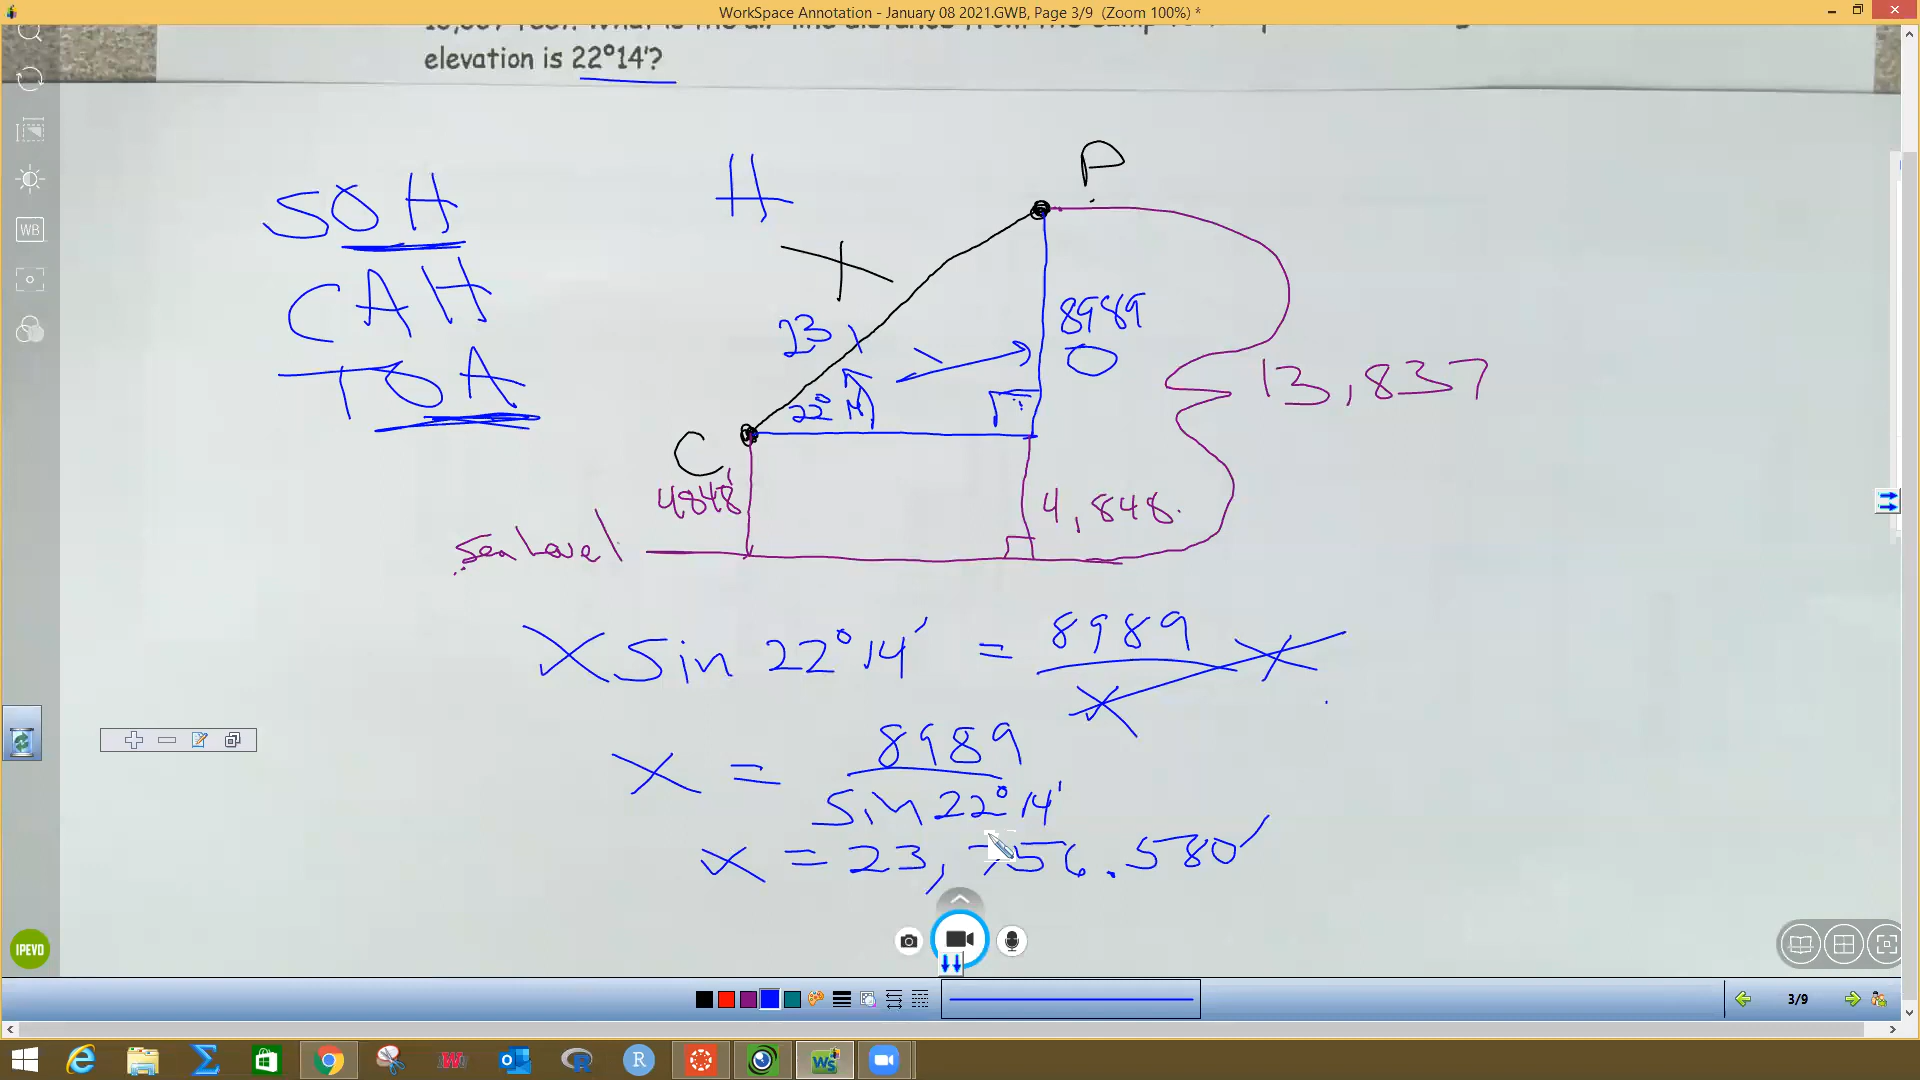 WorkSpace Annotation - January 08 2021.GWB, Page 3/9 (Zoom 100%) *
elevation is 22°14'?
WB
SOH
CAH
TOA
H
P
X
23
8989
O
22° 14'
13,837
C
4848'
4,848
Sea Level
X Sin 22°14' = 8989 / X X
X = 8989 / Sin 22°14'
X = 23,756.580'
IPEVO
3/9